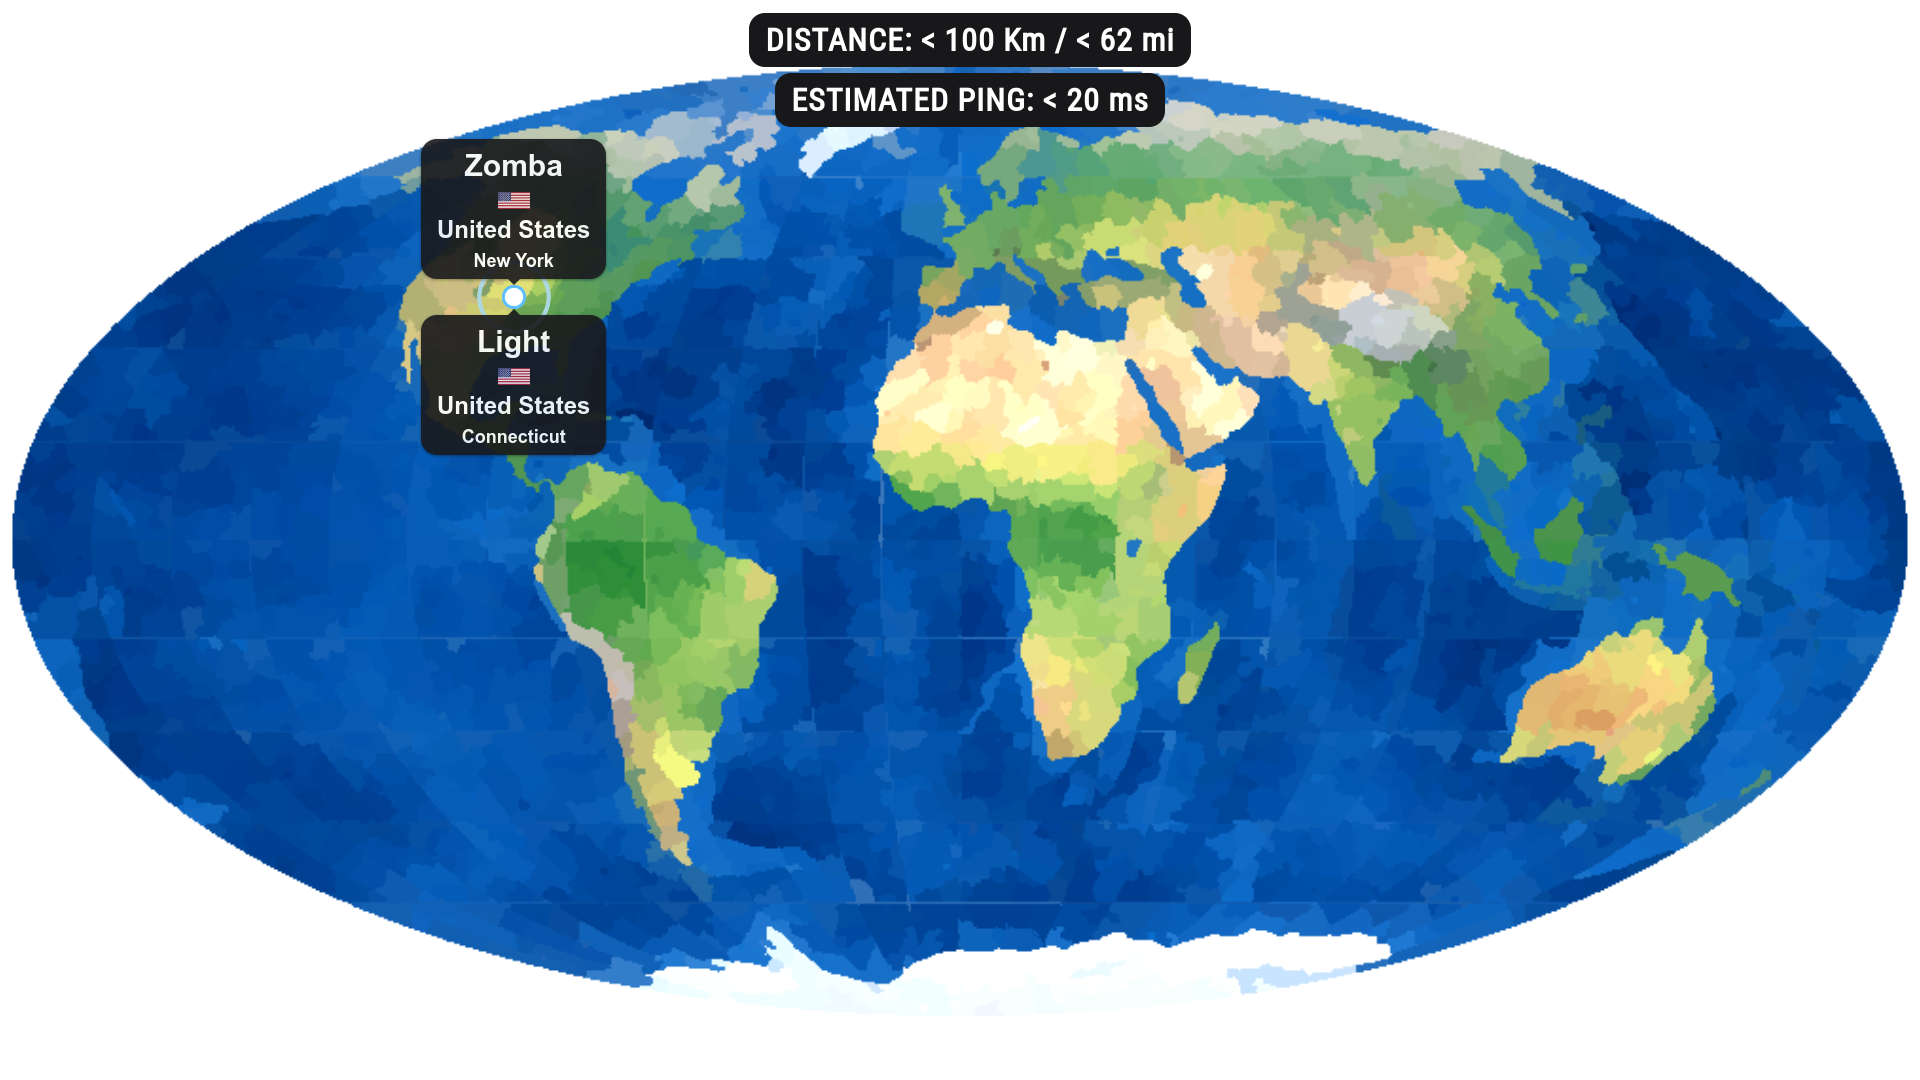 DISTANCE: < 100 Km / < 62 mi
ESTIMATED PING: < 20 ms
Zomba
United States
New York
Light
United States
Connecticut